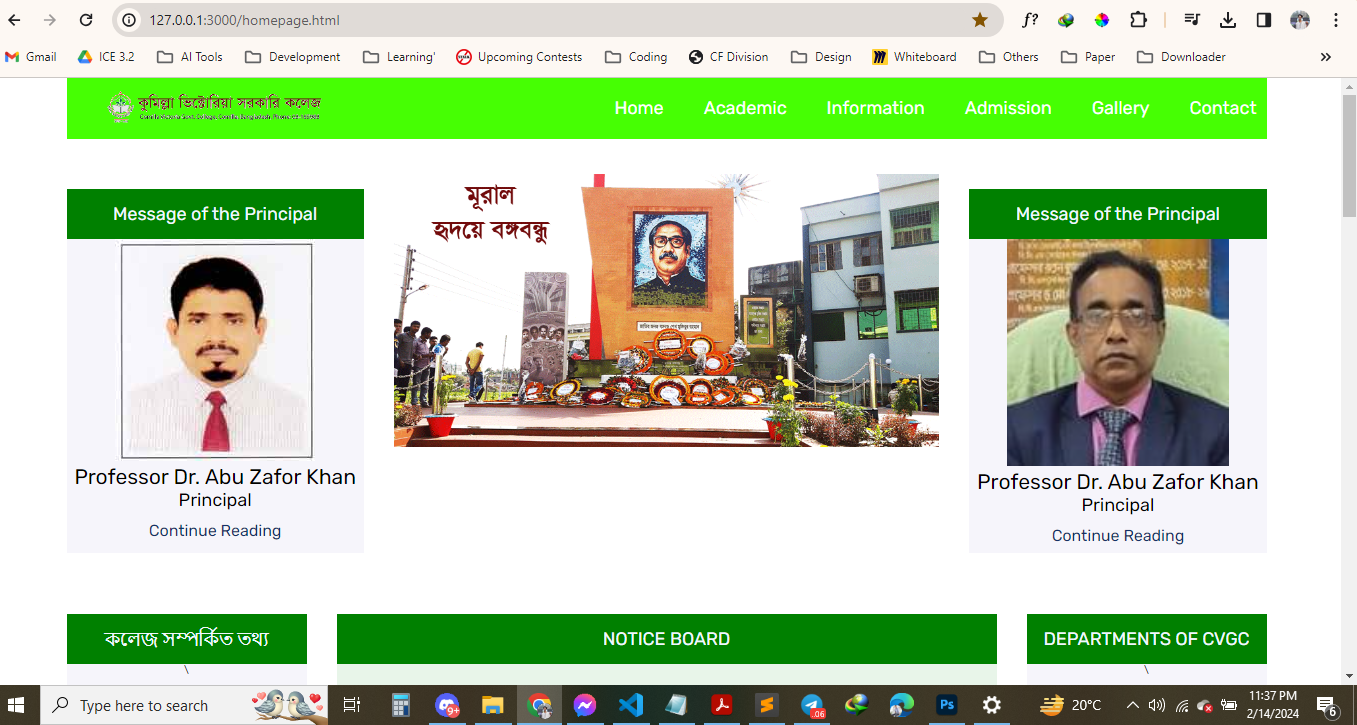 127.0.0.1:3000/homepage.html
f?
Gmail
ICE 3.2
AI Tools
Development
Learning'
Upcoming Contests
Coding
CF Division
Design
Whiteboard
Others
Paper
Downloader
»
কুমিল্লা ভিক্টোরিয়া সরকারি কলেজ
Home
Academic
Information
Admission
Gallery
Contact
Message of the Principal
Professor Dr. Abu Zafor Khan
Principal
Continue Reading
মূরাল
হৃদয়ে বঙ্গবন্ধু
Message of the Principal
Professor Dr. Abu Zafor Khan
Principal
Continue Reading
কলেজ সম্পর্কিত তথ্য
\
NOTICE BOARD
DEPARTMENTS OF CVGC
\
Type here to search
9+
.06
Ps
20°C
11:37 PM
2/14/2024
6